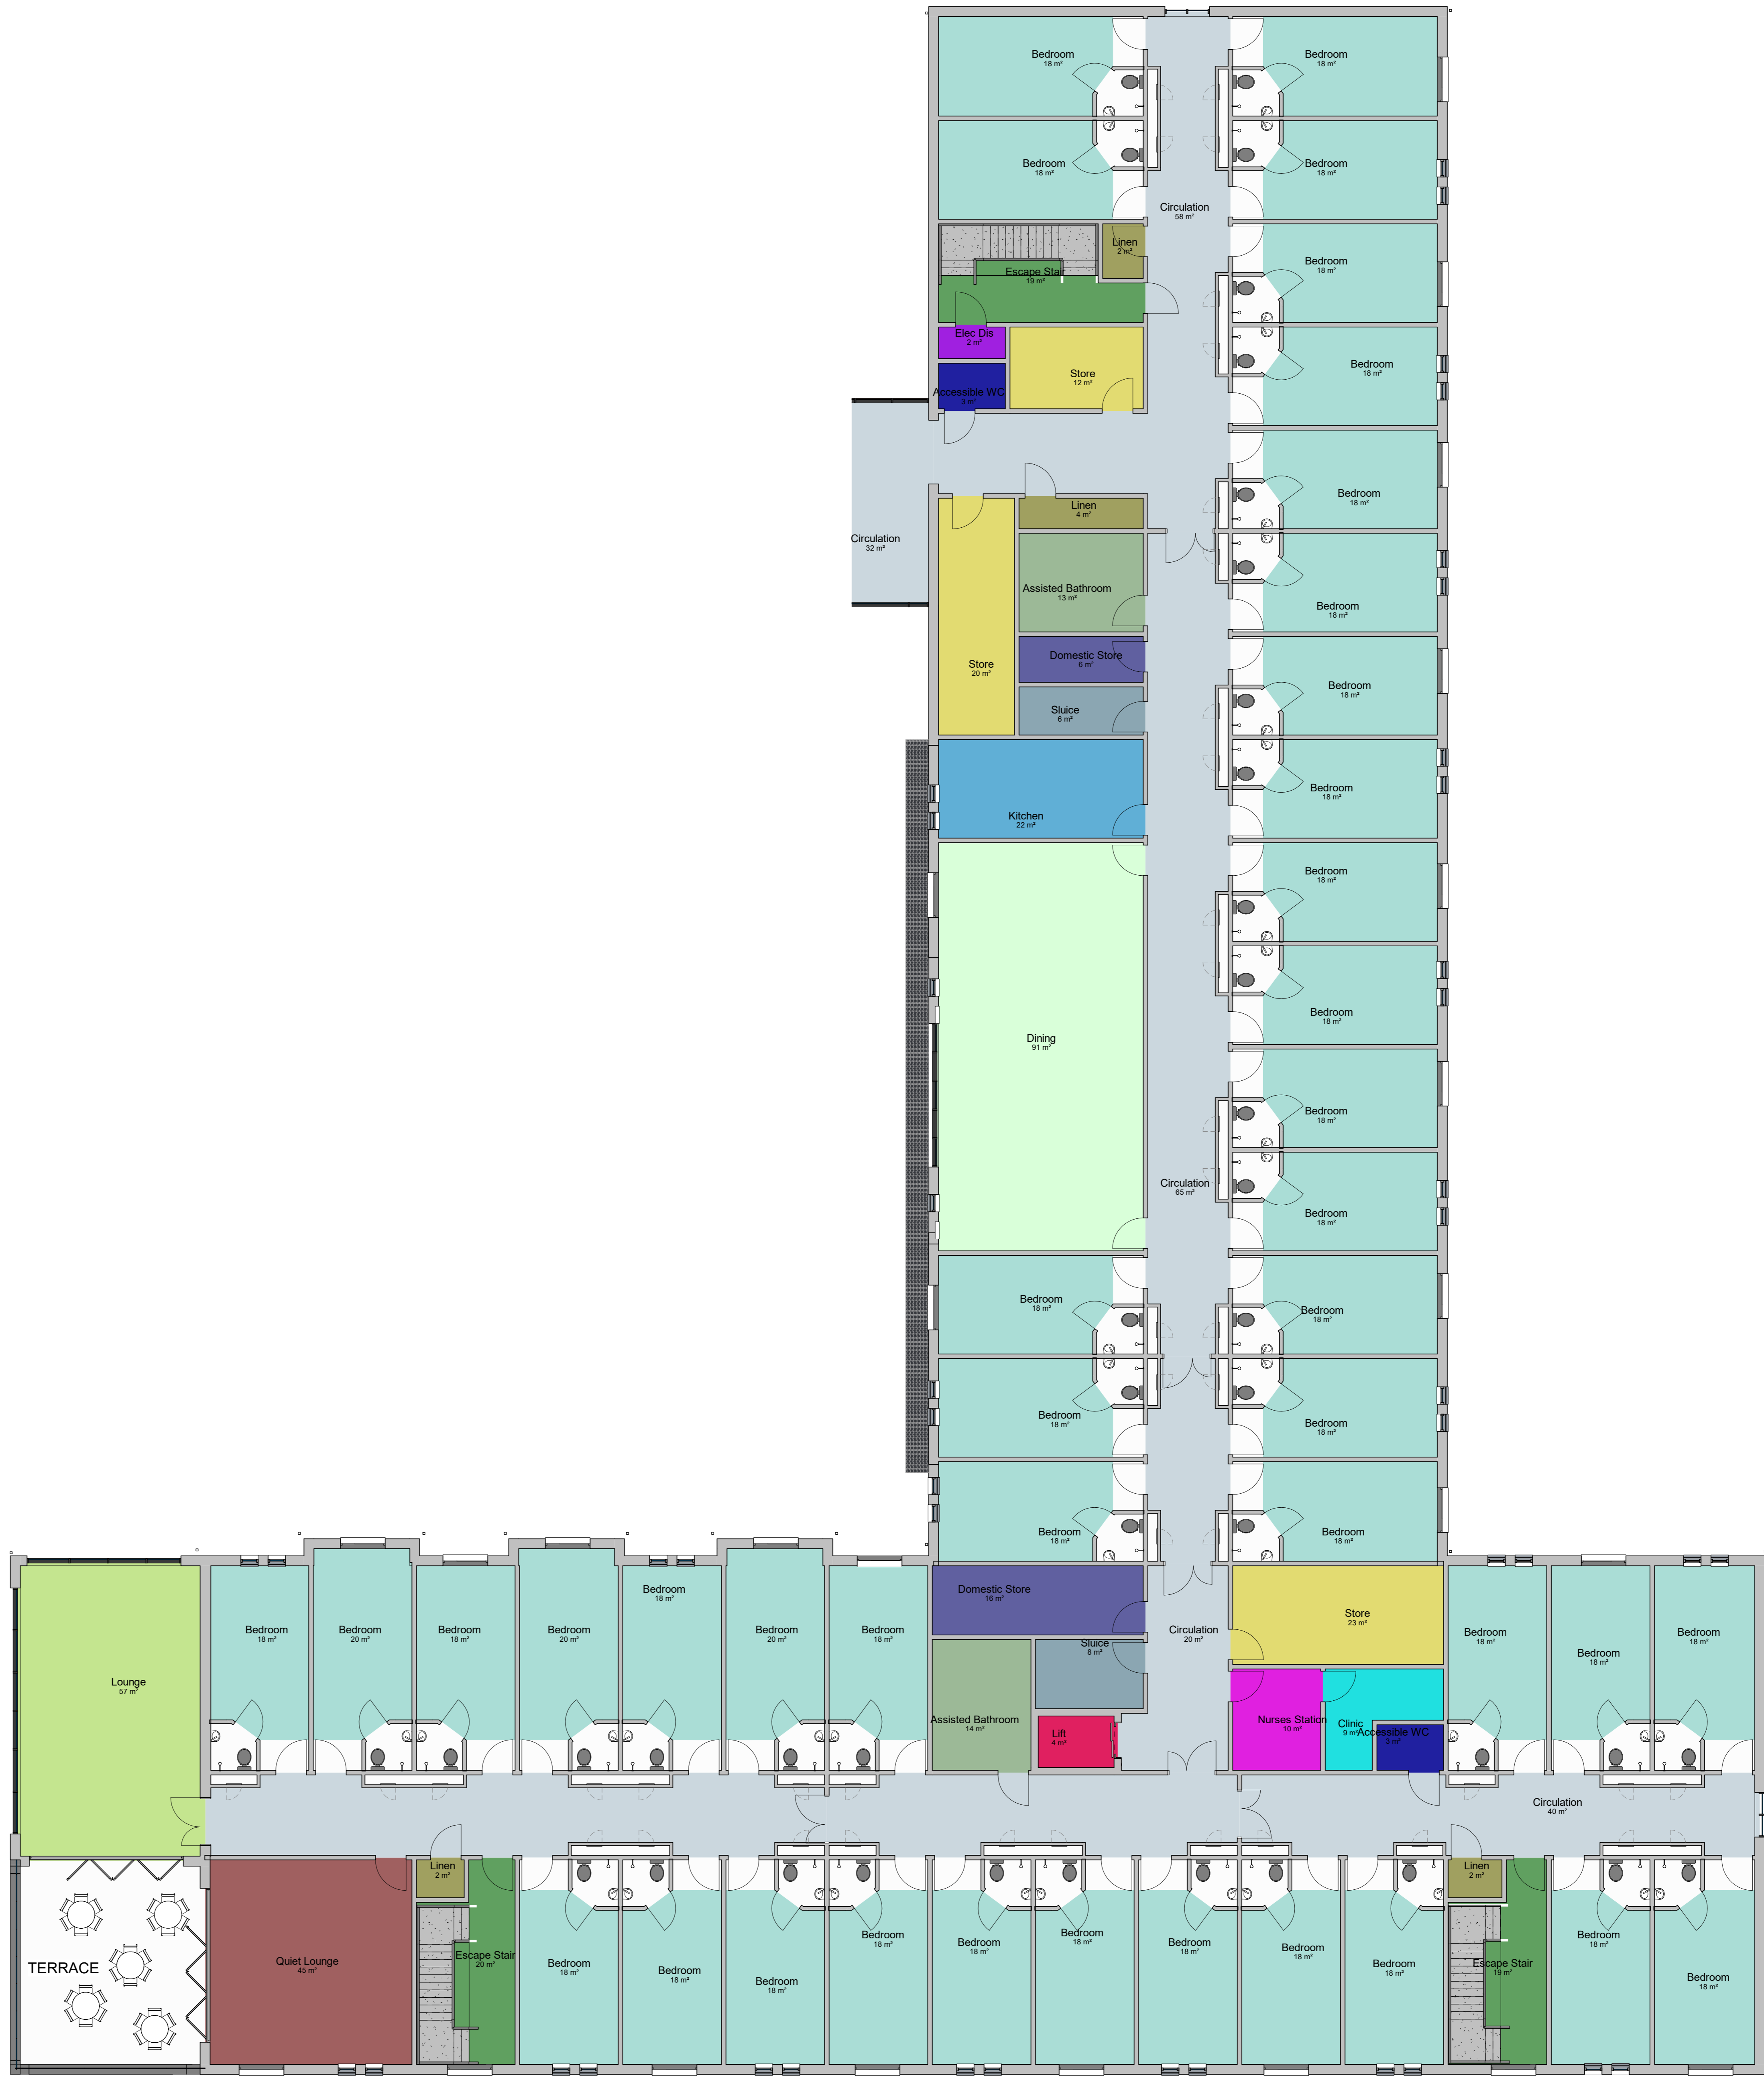 Bedroom
18 m²
Bedroom
18 m²
Bedroom
18 m²
Bedroom
18 m²
Circulation
58 m²
Linen
2 m²
Escape Stair
19 m²
Bedroom
18 m²
Elec Dis
2 m²
Store
12 m²
Accessible WC
3 m²
Bedroom
18 m²
Circulation
32 m²
Linen
4 m²
Bedroom
18 m²
Assisted Bathroom
13 m²
Bedroom
18 m²
Store
20 m²
Domestic Store
6 m²
Bedroom
18 m²
Sluice
6 m²
Kitchen
22 m²
Bedroom
18 m²
Bedroom
18 m²
Dining
91 m²
Bedroom
18 m²
Bedroom
18 m²
Circulation
65 m²
Bedroom
18 m²
Bedroom
18 m²
Bedroom
18 m²
Bedroom
18 m²
Bedroom
18 m²
Bedroom
18 m²
Bedroom
18 m²
Lounge
57 m²
Bedroom
18 m²
Bedroom
20 m²
Bedroom
18 m²
Bedroom
20 m²
Bedroom
18 m²
Bedroom
20 m²
Bedroom
18 m²
Domestic Store
16 m²
Sluice
8 m²
Circulation
20 m²
Store
23 m²
Bedroom
18 m²
Bedroom
18 m²
Bedroom
18 m²
Assisted Bathroom
14 m²
Lift
4 m²
Nurses Station
10 m²
Clinic
9 m²
Accessible WC
3 m²
Circulation
40 m²
TERRACE
Quiet Lounge
45 m²
Linen
2 m²
Escape Stair
20 m²
Bedroom
18 m²
Bedroom
18 m²
Bedroom
18 m²
Bedroom
18 m²
Bedroom
18 m²
Bedroom
18 m²
Bedroom
18 m²
Bedroom
18 m²
Bedroom
18 m²
Linen
2 m²
Escape Stair
19 m²
Bedroom
18 m²
Bedroom
18 m²